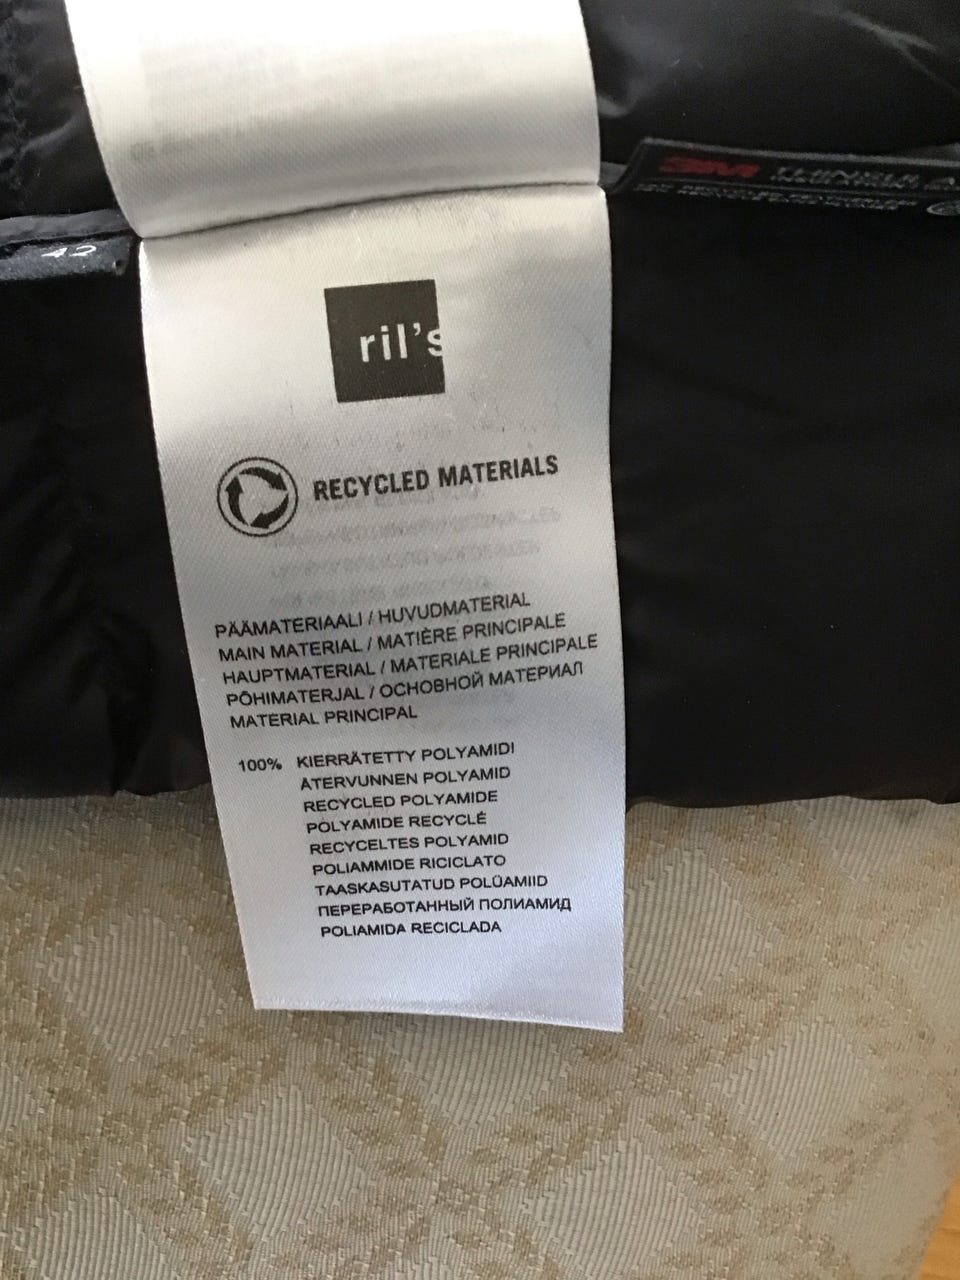 42
3M
ril's
RECYCLED MATERIALS
PÄÄMATERIAALI / HUVUDMATERIAL
MAIN MATERIAL / MATIÈRE PRINCIPALE
HAUPTMATERIAL / MATERIALE PRINCIPALE
PÕHIMATERJAL / ОСНОВНОЙ МАТЕРИАЛ
MATERIAL PRINCIPAL
100% KIERRÄTETTY POLYAMIDI
ÅTERVUNNEN POLYAMID
RECYCLED POLYAMIDE
POLYAMIDE RECYCLÉ
RECYCELTES POLYAMID
POLIAMMIDE RICICLATO
TAASKASUTATUD POLÜAMIID
ПЕРЕРАБОТАННЫЙ ПОЛИАМИД
POLIAMIDA RECICLADA